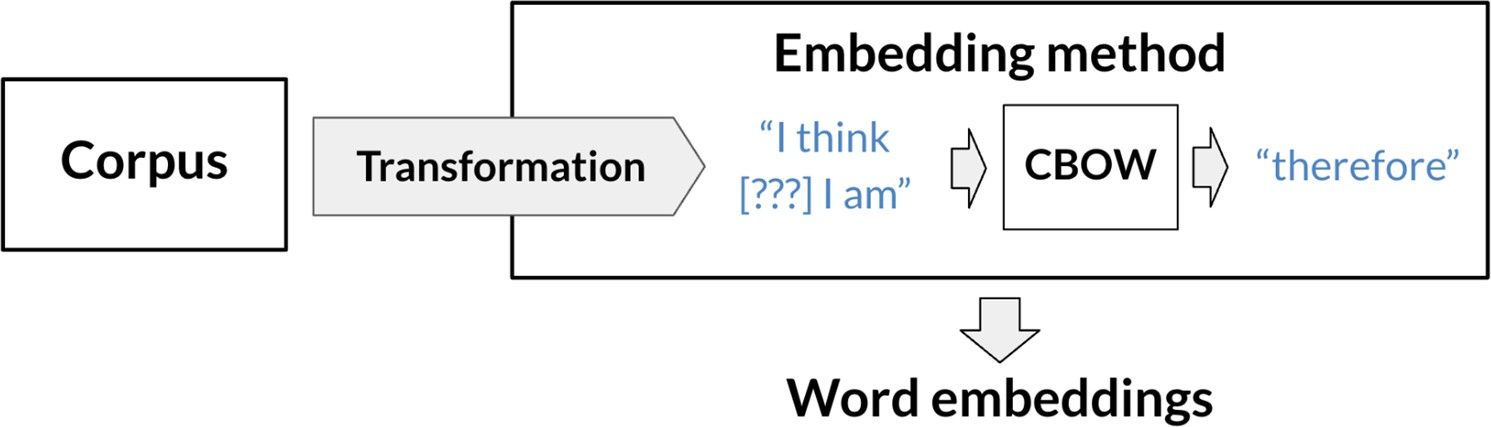 Embedding method
Corpus
Transformation
“I think
[???] I am”
CBOW
“therefore”
Word embeddings